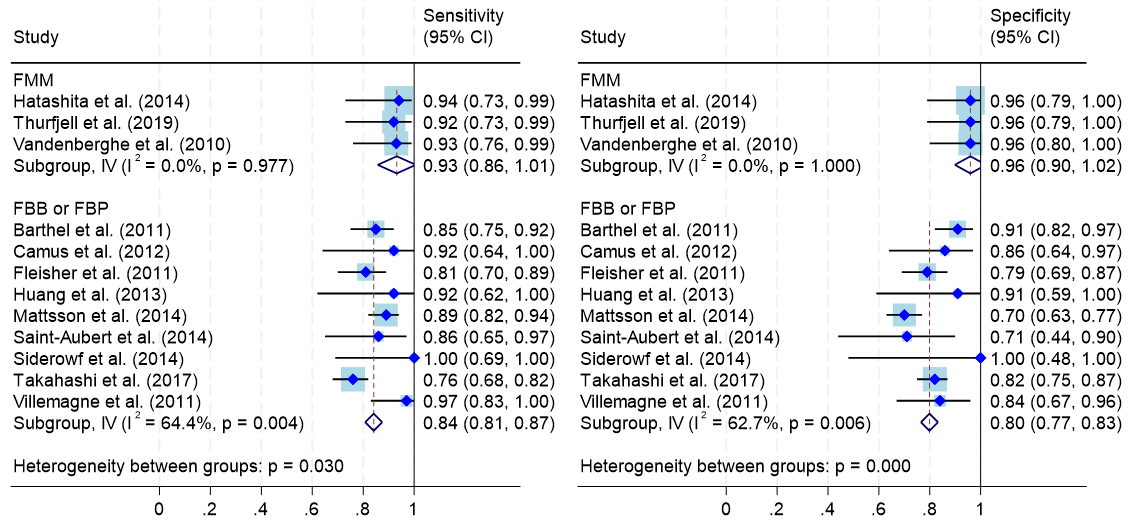 Sensitivity
Study (95% CI)
FMM
Hatashita et al. (2014) 0.94 (0.73, 0.99)
Thurfjell et al. (2019) 0.92 (0.73, 0.99)
Vandenberghe et al. (2010) 0.93 (0.76, 0.99)
Subgroup, IV (I² = 0.0%, p = 0.977) 0.93 (0.86, 1.01)
FBB or FBP
Barthel et al. (2011) 0.85 (0.75, 0.92)
Camus et al. (2012) 0.92 (0.64, 1.00)
Fleisher et al. (2011) 0.81 (0.70, 0.89)
Huang et al. (2013) 0.92 (0.62, 1.00)
Mattsson et al. (2014) 0.89 (0.82, 0.94)
Saint-Aubert et al. (2014) 0.86 (0.65, 0.97)
Siderowf et al. (2014) 1.00 (0.69, 1.00)
Takahashi et al. (2017) 0.76 (0.68, 0.82)
Villemagne et al. (2011) 0.97 (0.83, 1.00)
Subgroup, IV (I² = 64.4%, p = 0.004) 0.84 (0.81, 0.87)
Heterogeneity between groups: p = 0.030
0 .2 .4 .6 .8 1
Specificity
Study (95% CI)
FMM
Hatashita et al. (2014) 0.96 (0.79, 1.00)
Thurfjell et al. (2019) 0.96 (0.79, 1.00)
Vandenberghe et al. (2010) 0.96 (0.80, 1.00)
Subgroup, IV (I² = 0.0%, p = 1.000) 0.96 (0.90, 1.02)
FBB or FBP
Barthel et al. (2011) 0.91 (0.82, 0.97)
Camus et al. (2012) 0.86 (0.64, 0.97)
Fleisher et al. (2011) 0.79 (0.69, 0.87)
Huang et al. (2013) 0.91 (0.59, 1.00)
Mattsson et al. (2014) 0.70 (0.63, 0.77)
Saint-Aubert et al. (2014) 0.71 (0.44, 0.90)
Siderowf et al. (2014) 1.00 (0.48, 1.00)
Takahashi et al. (2017) 0.82 (0.75, 0.87)
Villemagne et al. (2011) 0.84 (0.67, 0.96)
Subgroup, IV (I² = 62.7%, p = 0.006) 0.80 (0.77, 0.83)
Heterogeneity between groups: p = 0.000
0 .2 .4 .6 .8 1